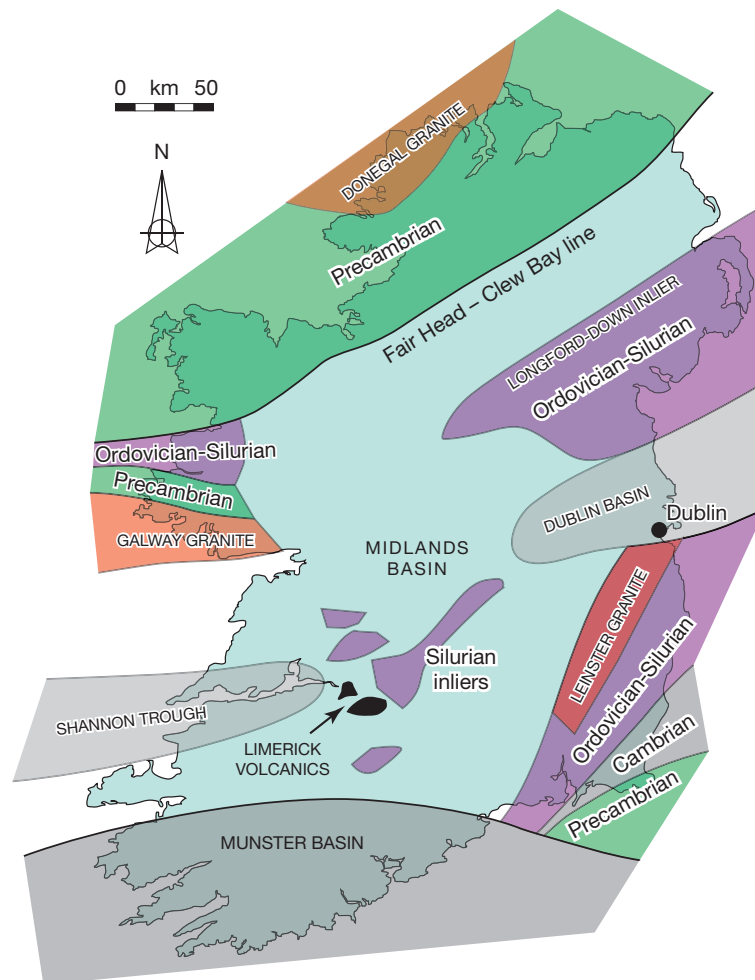 0 km 50
N
DONEGAL GRANITE
Precambrian
Fair Head – Clew Bay line
LONGFORD-DOWN INLIER
Ordovician-Silurian
Ordovician-Silurian
Precambrian
GALWAY GRANITE
DUBLIN BASIN
Dublin
MIDLANDS
BASIN
LEINSTER GRANITE
Silurian
inliers
Ordovician-Silurian
SHANNON TROUGH
LIMERICK
VOLCANICS
Cambrian
Precambrian
MUNSTER BASIN